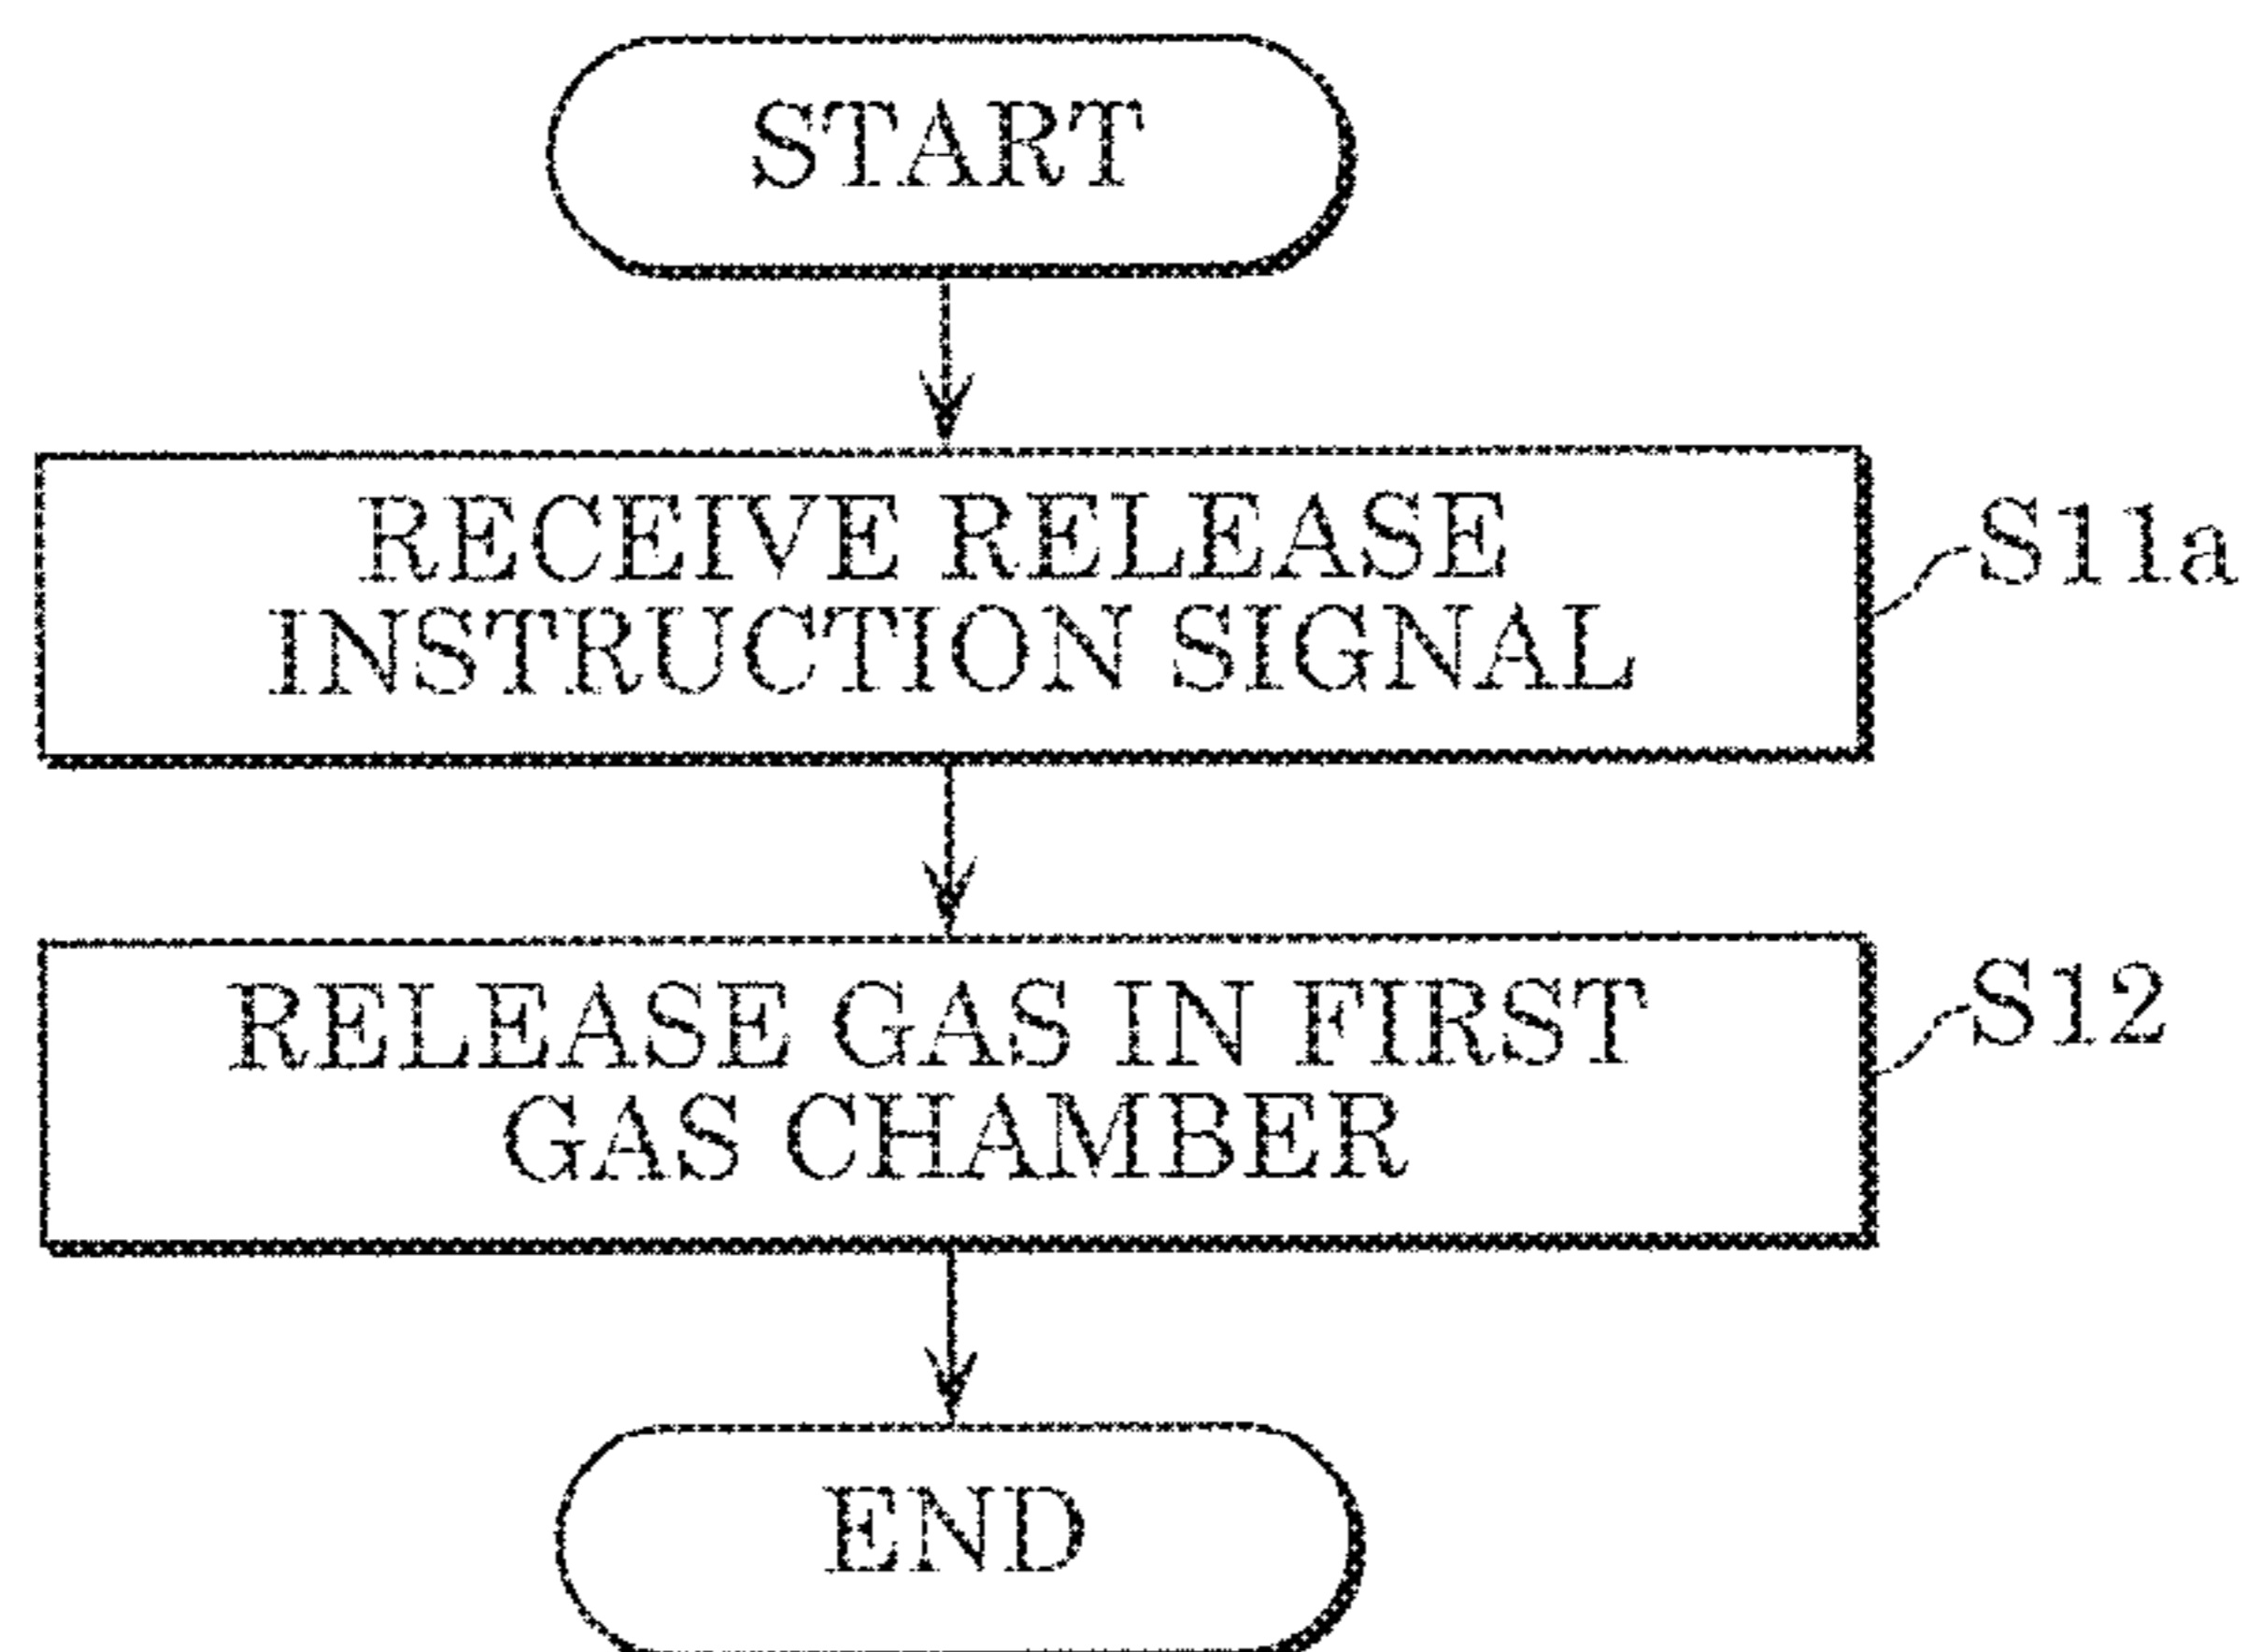 START
RECEIVE RELEASE
INSTRUCTION SIGNAL
S11a
RELEASE GAS IN FIRST
GAS CHAMBER
S12
END